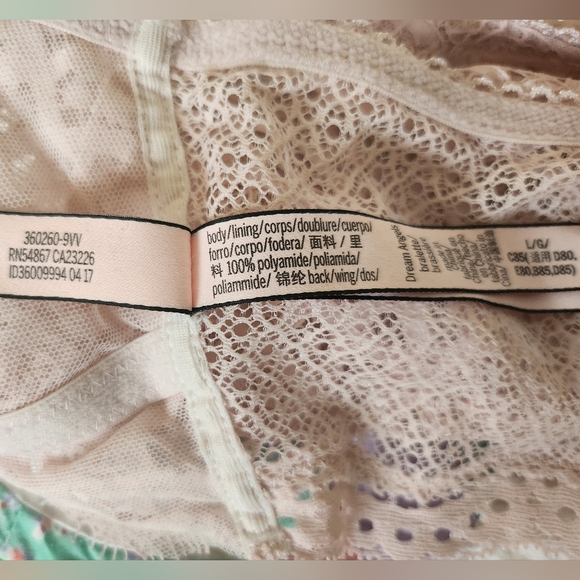 360260-9VV
RN54867 CA23226
ID36009994 04 17
body/lining/corps/doublure/cuerpo/
forro/corpo/fodera/ 面料 / 里
料 100% polyamide/poliamida/
poliammide/ 锦纶 back/wing/dos/
Dream Angels
bralette/
L/G/
C85( 适用 D80,
E80,B85,D85)